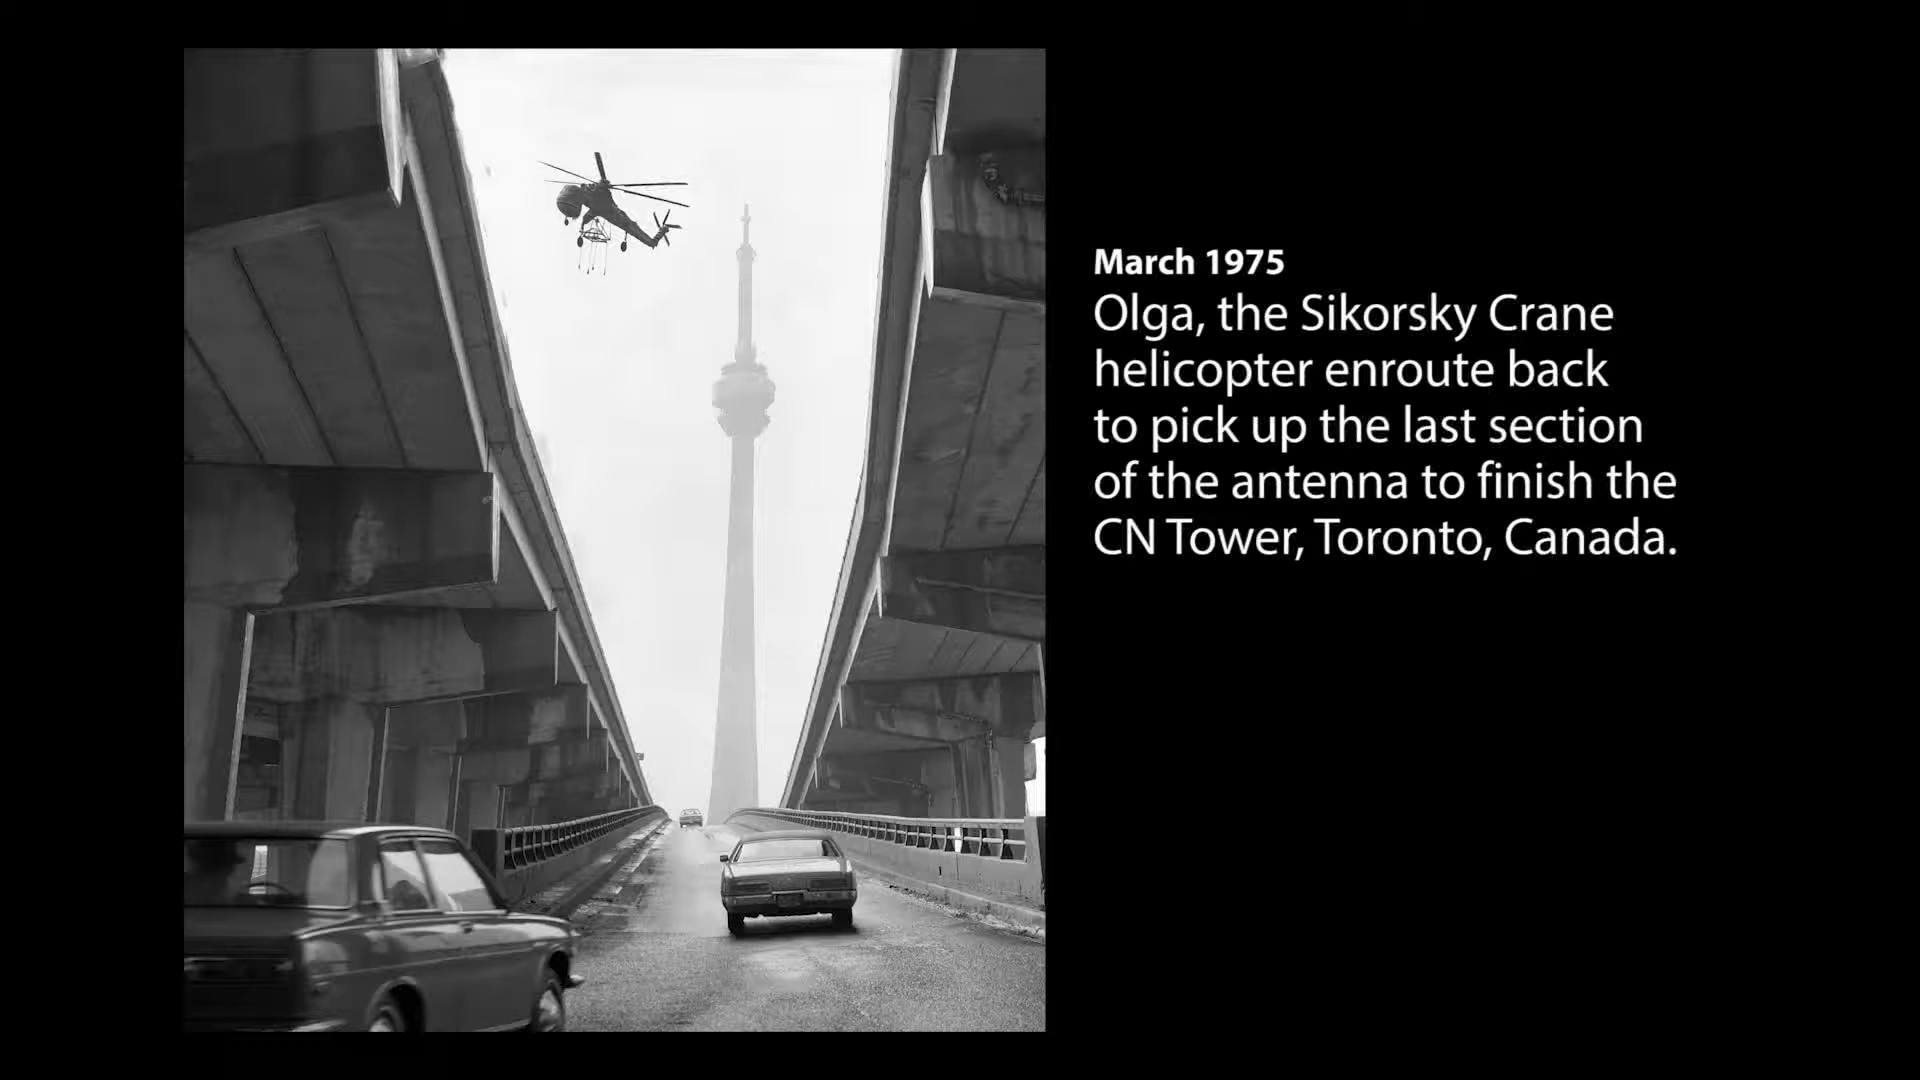 March 1975
Olga, the Sikorsky Crane
helicopter enroute back
to pick up the last section
of the antenna to finish the
CN Tower, Toronto, Canada.